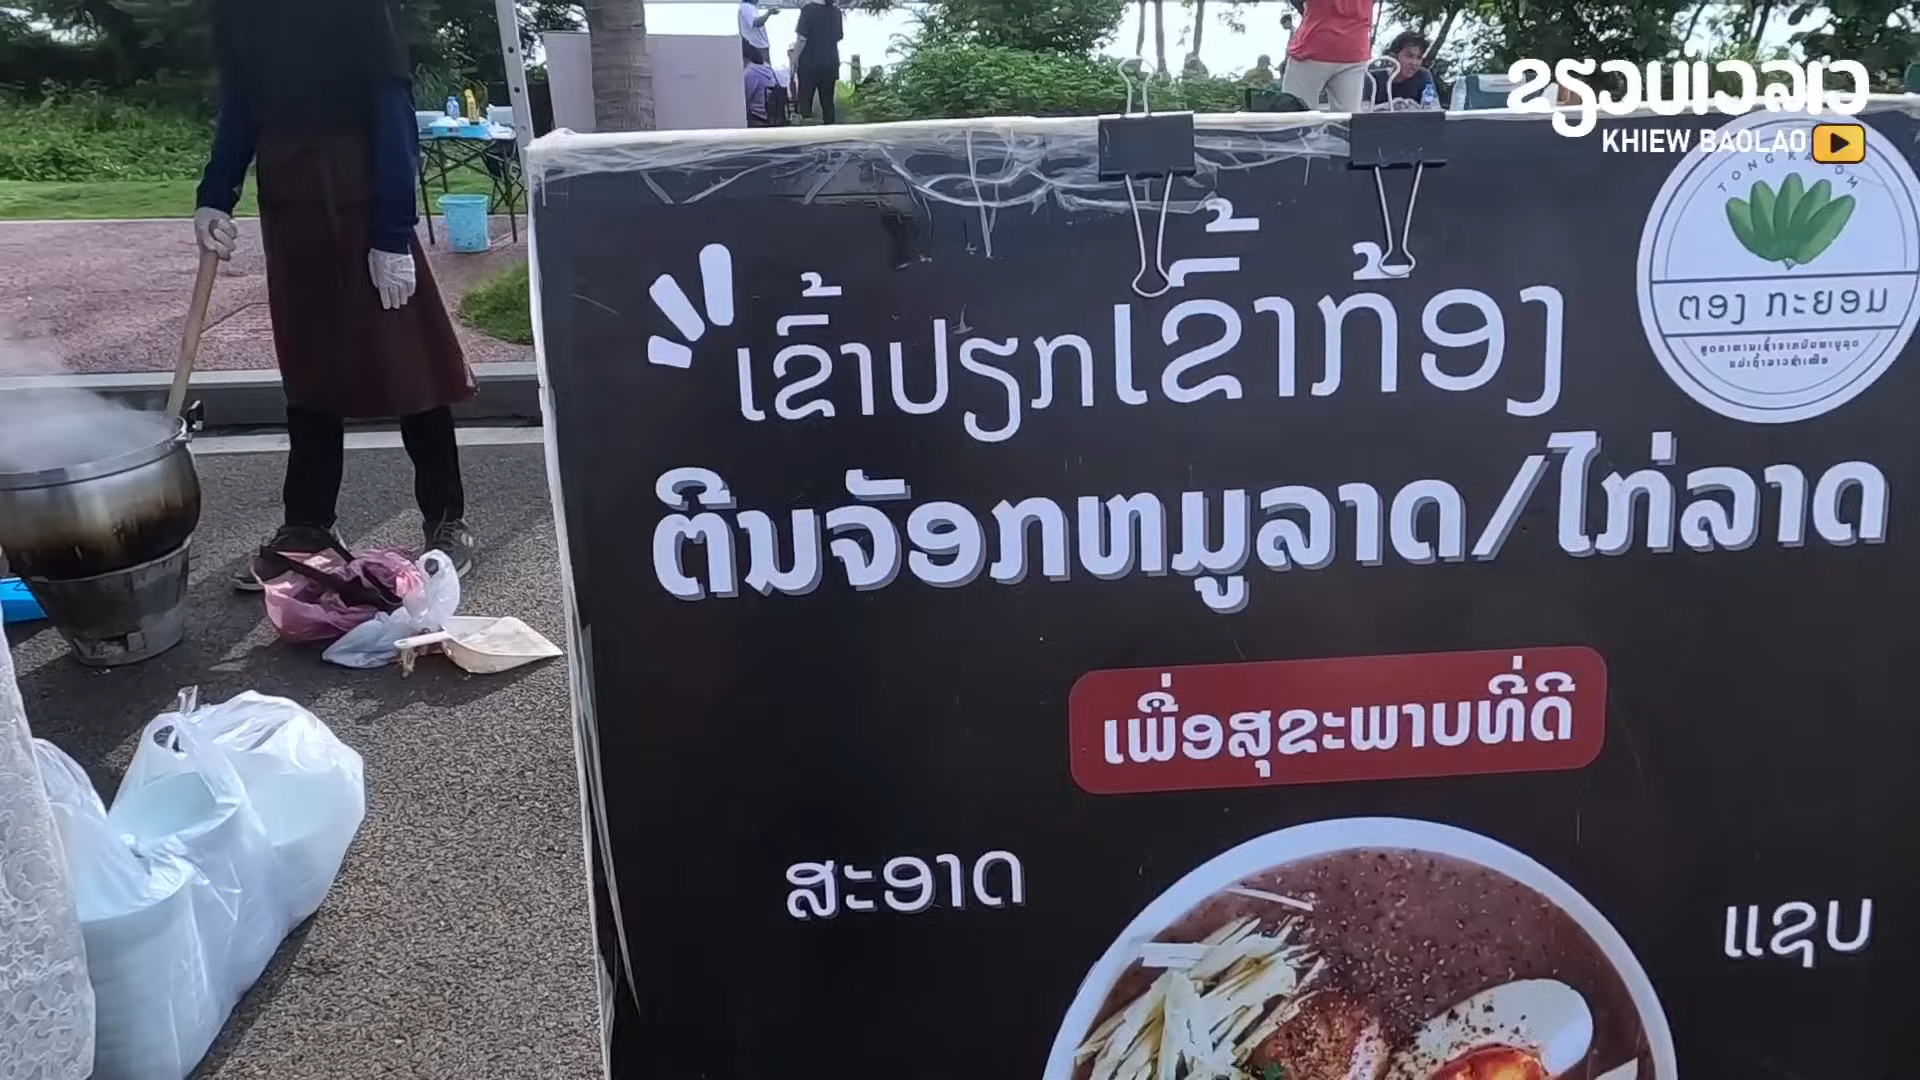 ຂຽວບາວລາວ
KHIEW BAOLAO
TONG KA OM
ຕອງ ກະຍອມ
ເຂົ້າປຽກເຂົ້າກ້ອງ
ຕີນຈັອກຫມູລາດ/ໄກ່ລາດ
ເພື່ອສຸຂະພາບທີ່ດີ
ສະອາດ
ແຊບ